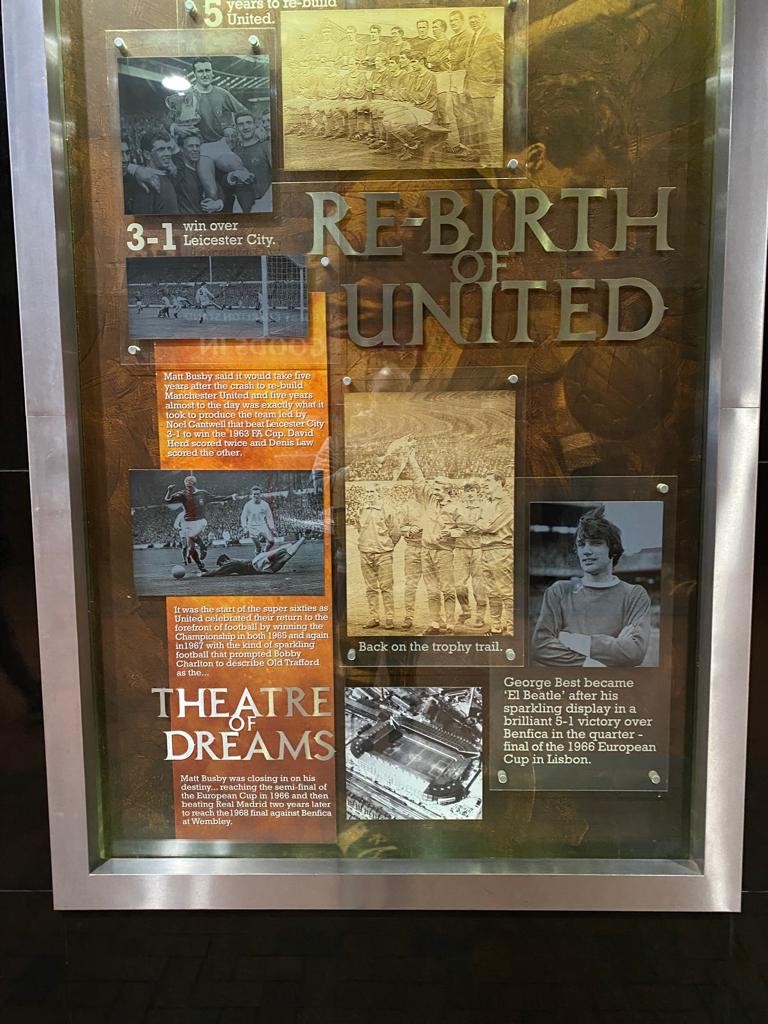 5 years to re-build
United.
3-1 win over
Leicester City.
RE-BIRTH
OF
UNITED
Matt Busby said it would take five
years after the crash to re-build
Manchester United and five years
almost to the day was exactly what it
took to produce the team led by
Noel Cantwell that beat Leicester City
3-1 to win the 1963 FA Cup. David
Herd scored twice and Denis Law
scored the other.
It was the start of the super sixties as
United celebrated their return to the
forefront of football by winning the
Championship in both 1965 and again
in 1967 with the kind of sparkling
football that prompted Bobby
Charlton to describe Old Trafford
as the...
Back on the trophy trail.
George Best became
'El Beatle' after his
sparkling display in a
brilliant 5-1 victory over
Benfica in the quarter -
final of the 1966 European
Cup in Lisbon.
THEATRE
OF
DREAMS
Matt Busby was closing in on his
destiny... reaching the semi-final of
the European Cup in 1966 and then
beating Real Madrid two years later
to reach the 1968 final against Benfica
at Wembley.